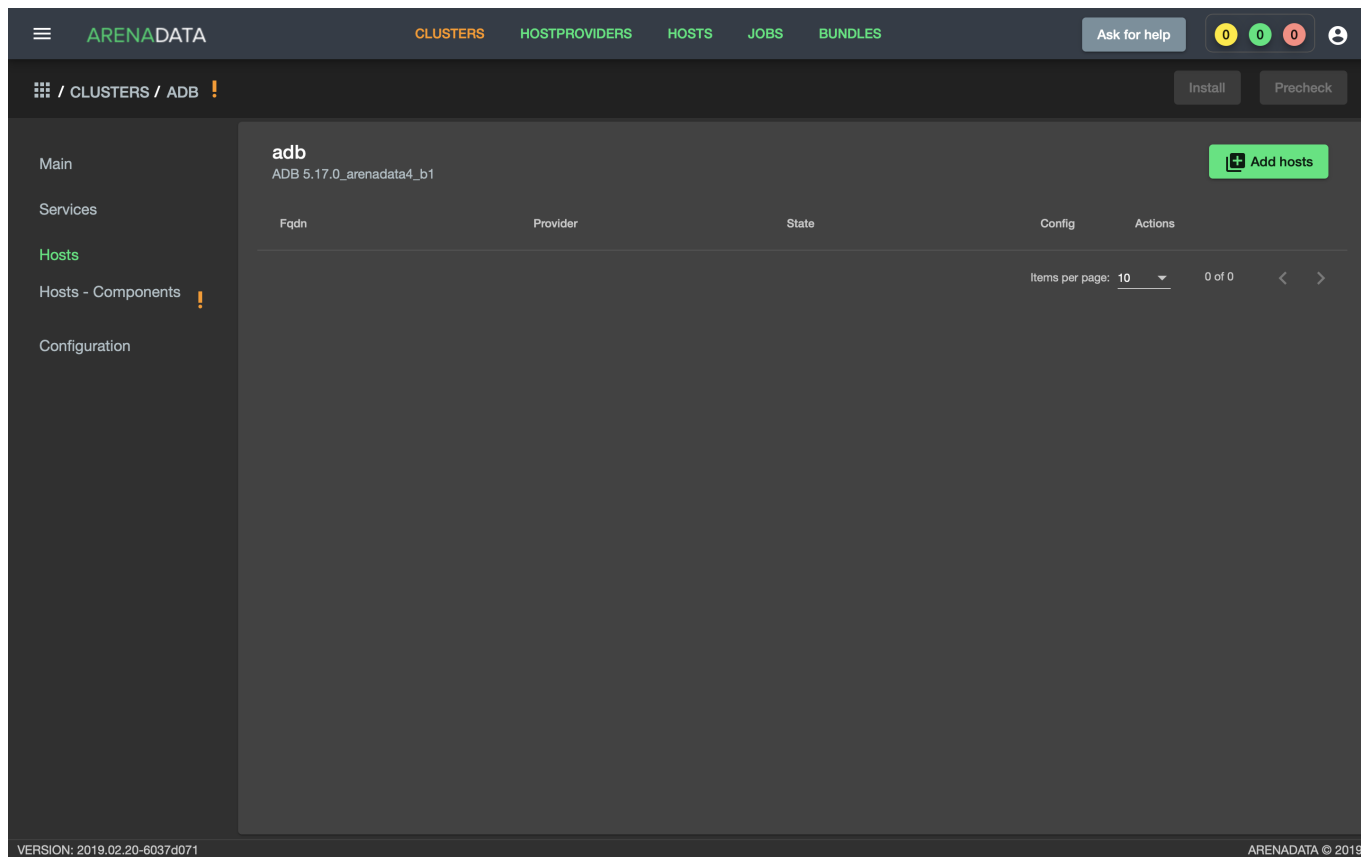 ARENADATA
CLUSTERS HOSTPROVIDERS HOSTS JOBS BUNDLES
Ask for help
0 0 0
/ CLUSTERS / ADB !
Install Precheck
Main
Services
Hosts
Hosts - Components !
Configuration
adb
ADB 5.17.0_arenadata4_b1
Add hosts
Fqdn Provider State Config Actions
Items per page: 10 0 of 0
VERSION: 2019.02.20-6037d071
ARENADATA © 2019